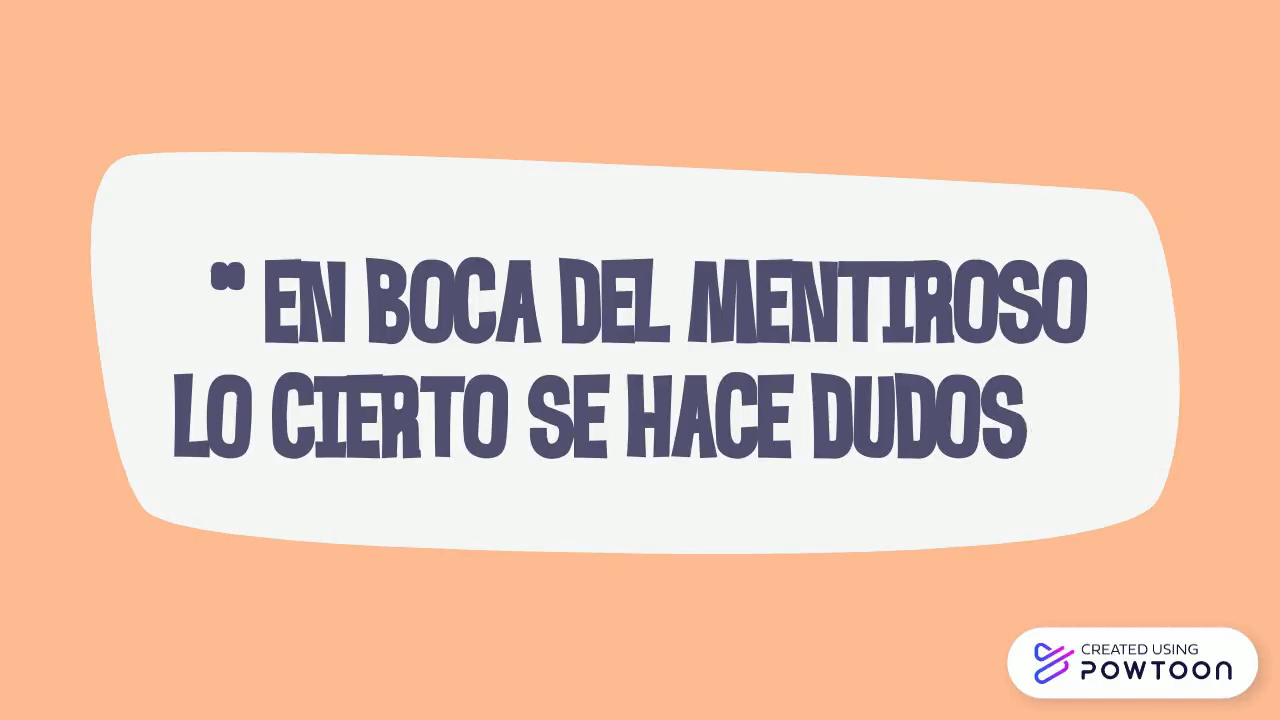 " EN BOCA DEL MENTIROSO
LO CIERTO SE HACE DUDOS
CREATED USING
POWTOON